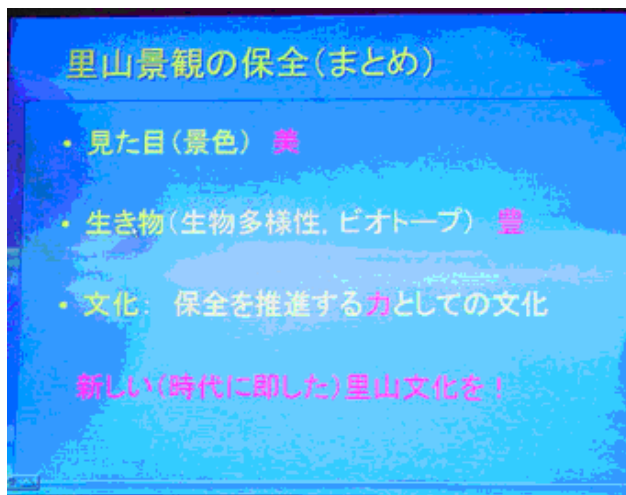 里山景観の保全(まとめ)
・見た目(景色) 美
・生き物(生物多様性, ビオトープ) 豊
・文化: 保全を推進する力としての文化
新しい(時代に即した)里山文化を!